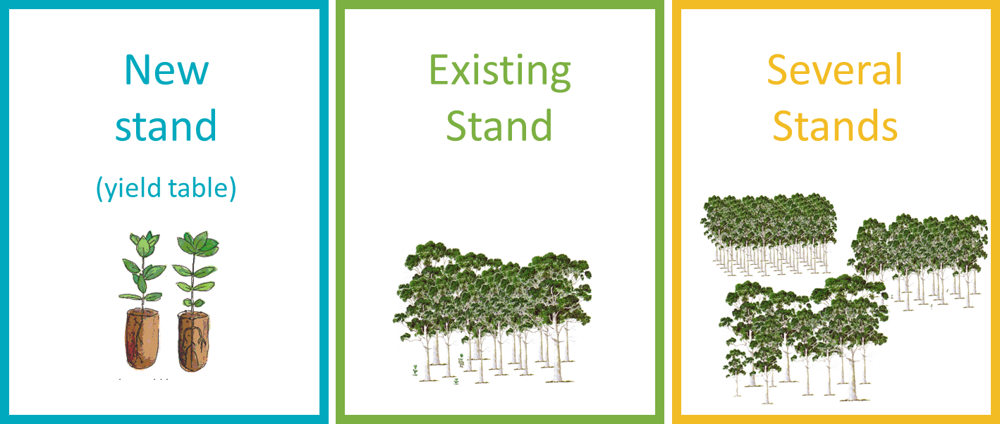 New
stand
(yield table)
Existing
Stand
Several
Stands